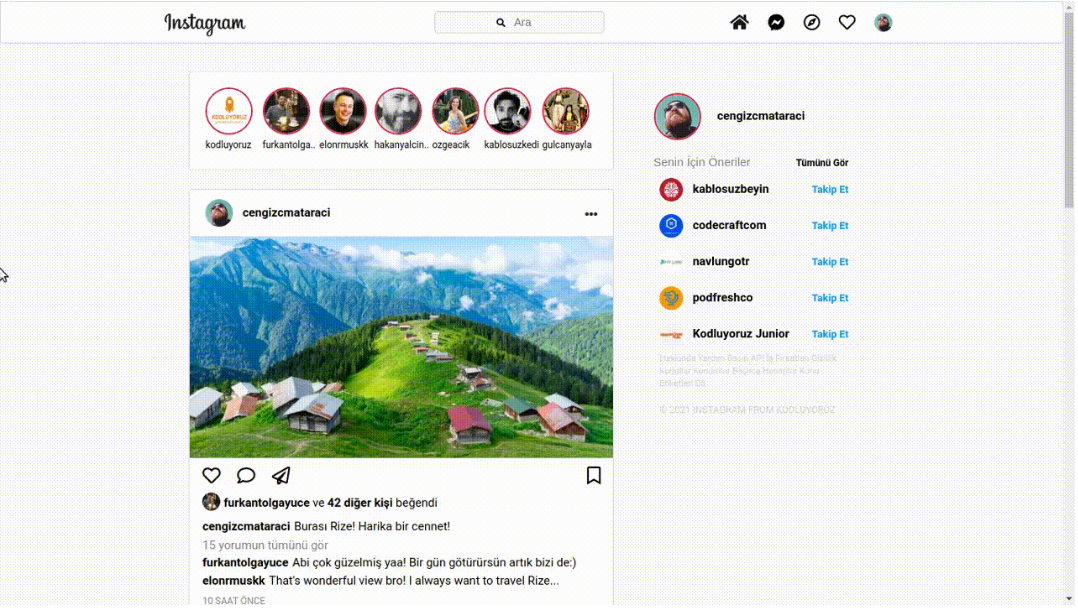 Instagram
Ara
KODLUYORUZ
kodluyoruz furkantolga.. elonrmuskk hakanyalcin.. ozgeacik kablosuzkedi gulcanyayla
cengizcmataraci
Senin İçin Öneriler Tümünü Gör
kablosuzbeyin Takip Et
codecraftcom Takip Et
navlungotr Takip Et
podfreshco Takip Et
Kodluyoruz Junior Takip Et
Hakkında Yardım Basın API İş Fırsatları Gizlilik
Koşullar Konumlar
Etiketleri Dil
© 2021 INSTAGRAM FROM KODLUYORUZ
cengizcmataraci
furkantolgayuce ve 42 diğer kişi beğendi
cengizcmataraci Burası Rize! Harika bir cennet!
15 yorumun tümünü gör
furkantolgayuce Abi çok güzelmiş yaa! Bir gün götürürsün artık bizi de:)
elonrmuskk That's wonderful view bro! I always want to travel Rize...
10 SAAT ÖNCE